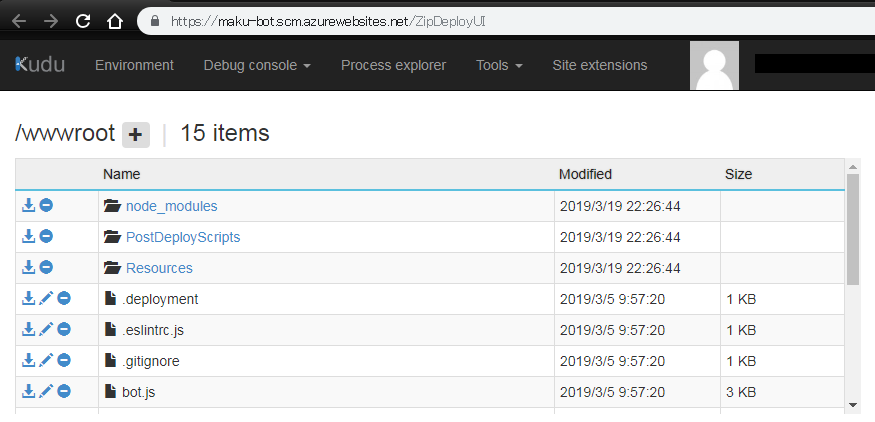 https://maku-bot.scm.azurewebsites.net/ZipDeployUI
Kudu Environment Debug console Process explorer Tools Site extensions
/wwwroot + | 15 items
Name Modified Size
node_modules 2019/3/19 22:26:44
PostDeployScripts 2019/3/19 22:26:44
Resources 2019/3/19 22:26:44
.deployment 2019/3/5 9:57:20 1 KB
.eslintrc.js 2019/3/5 9:57:20 1 KB
.gitignore 2019/3/5 9:57:20 1 KB
bot.js 2019/3/5 9:57:20 3 KB